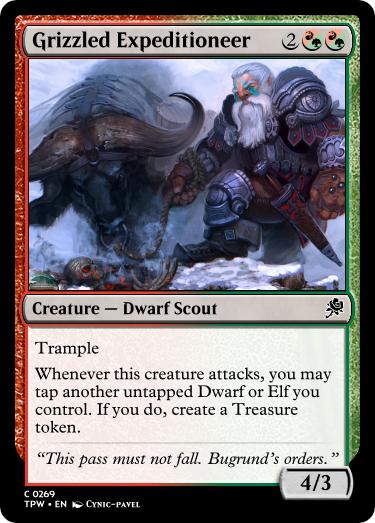 Grizzled Expeditioneer 2
Creature — Dwarf Scout
Trample
Whenever this creature attacks, you may
tap another untapped Dwarf or Elf you
control. If you do, create a Treasure
token.
"This pass must not fall. Bugrund's orders."
4/3
C 0269
TPW • EN Cynic-pavel